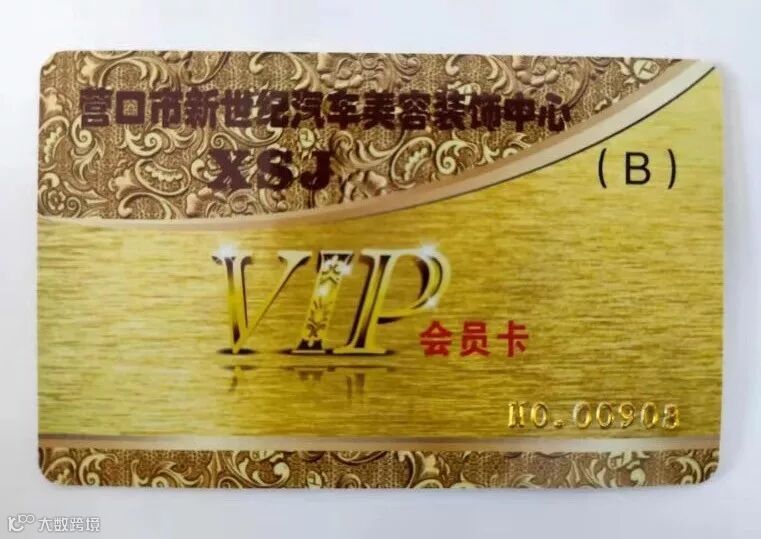 营口市新世纪汽车美容装饰中心
XSJ
(B)
VIP 会员卡
NO.00908
大数跨境